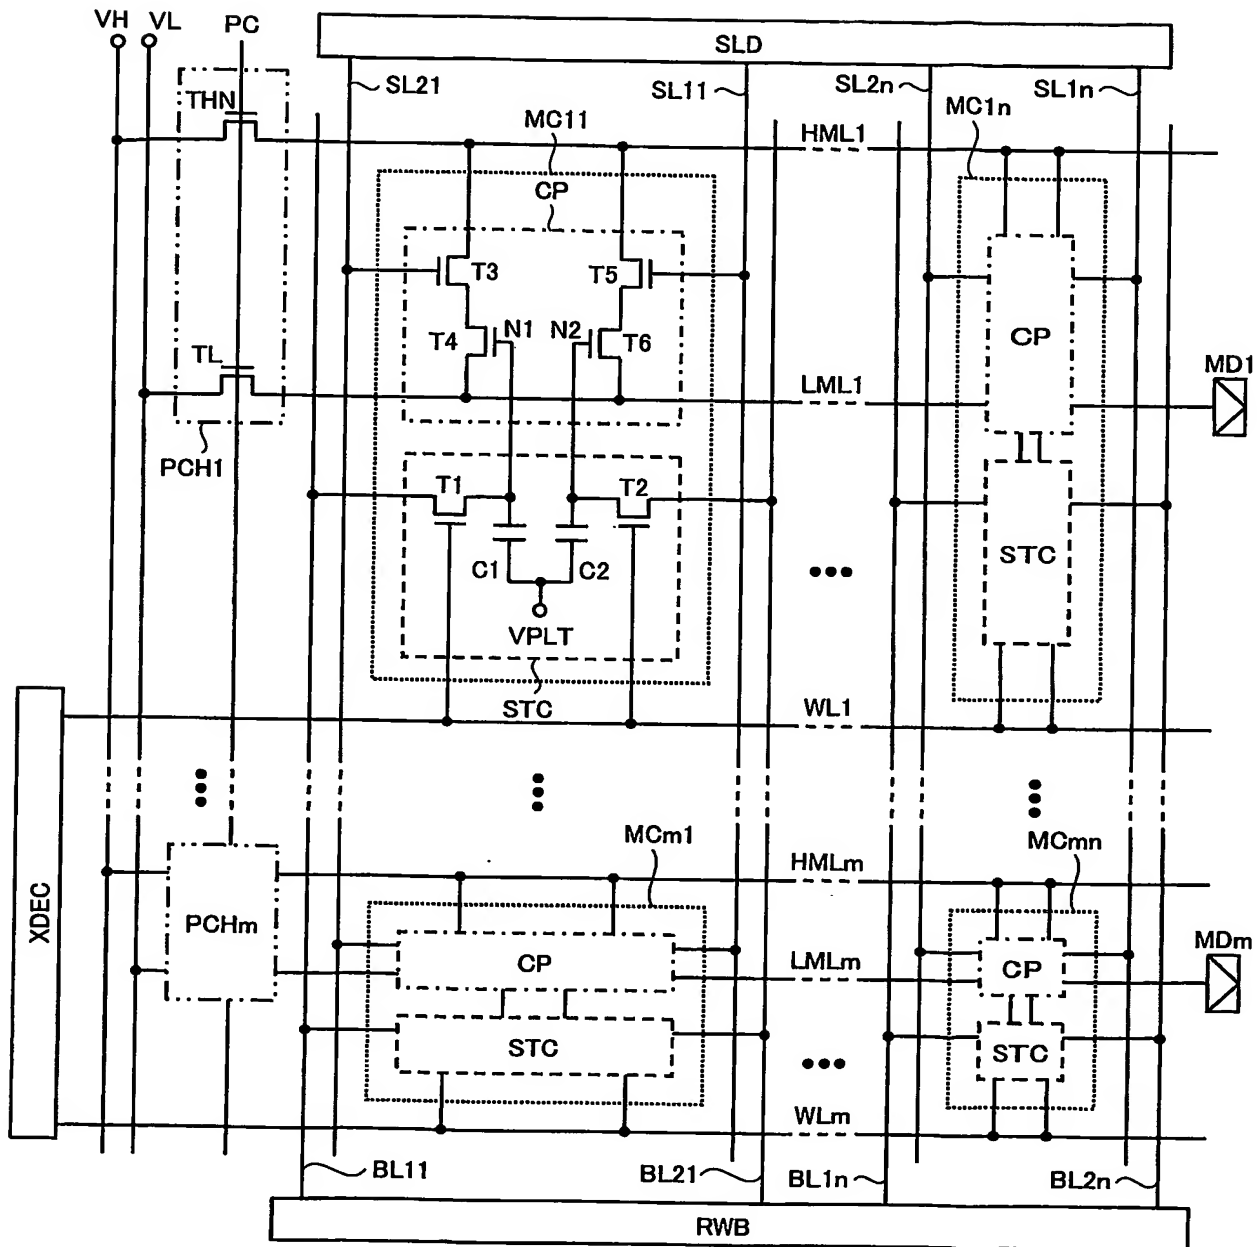 VH VL PC
SLD
SL21 SL11 SL2n SL1n
THN MC11 MC1n
HML1
CP
T3 T5
T4 N1 N2 T6 CP
TL LML1 MD1
PCH1
T1 T2
STC
C1 C2
•••
VPLT
STC WL1
•••
•••
•••
MCm1 MCmn
HMLm
XDEC PCHm MDm
CP LMLm CP
STC STC
•••
WLm
BL11 BL21 BL1n BL2n
RWB